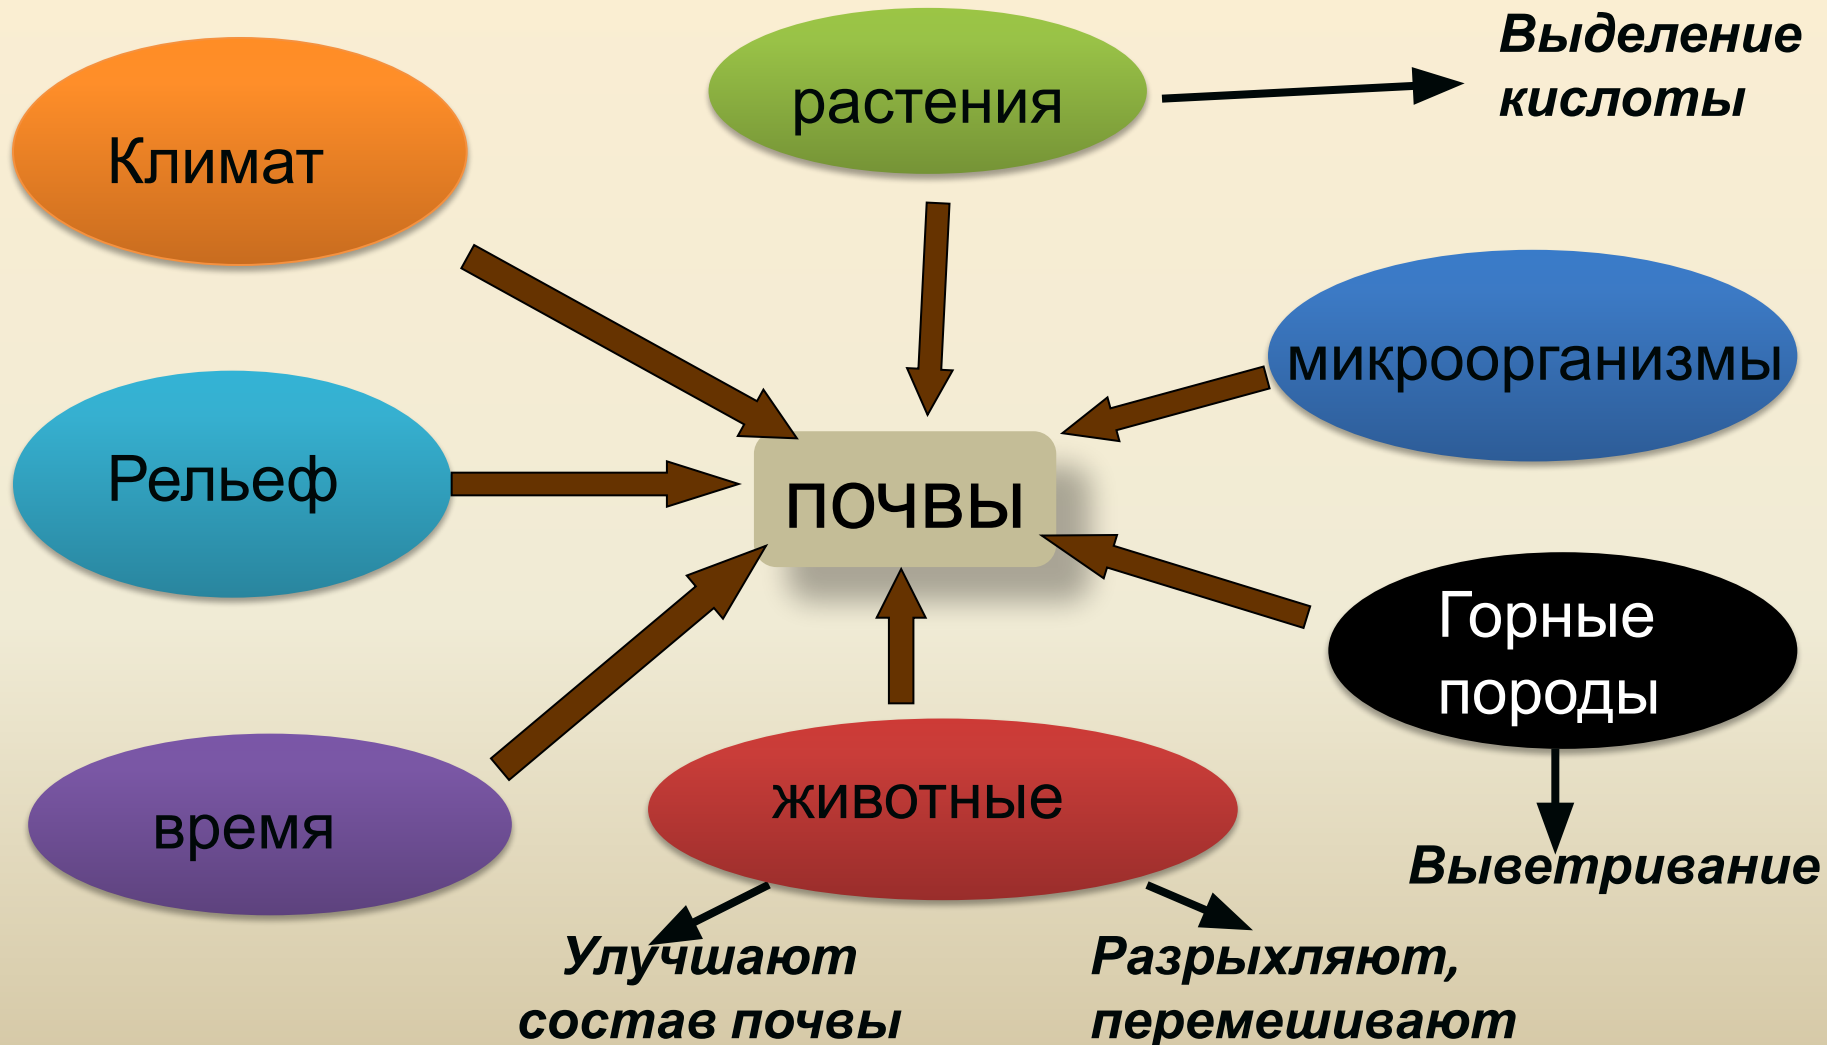 Климат
растения
Выделение
кислоты
микроорганизмы
Рельеф
почвы
Горные
породы
время
животные
Выветривание
Улучшают
состав почвы
Разрыхляют,
перемешивают